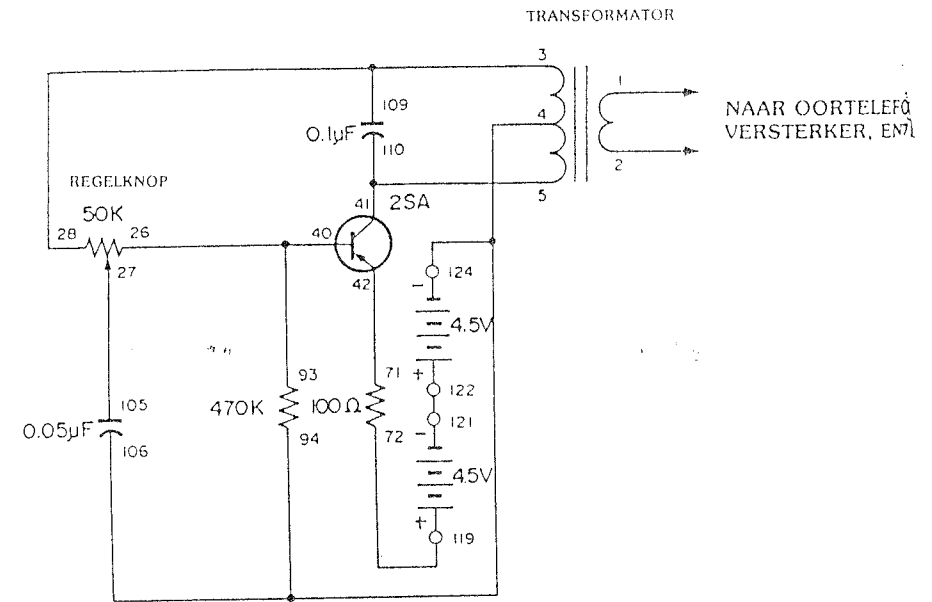 TRANSFORMATOR
3
1
109
4
NAAR OORTELEFO
0.1µF
VERSTERKER, EN
110
2
REGELKNOP
41
2SA
5
50K
28
26
40
27
42
124
-
4.5V
93
71
+
122
105
470K
100Ω
121
0.05µF
94
72
-
106
4.5V
+
119